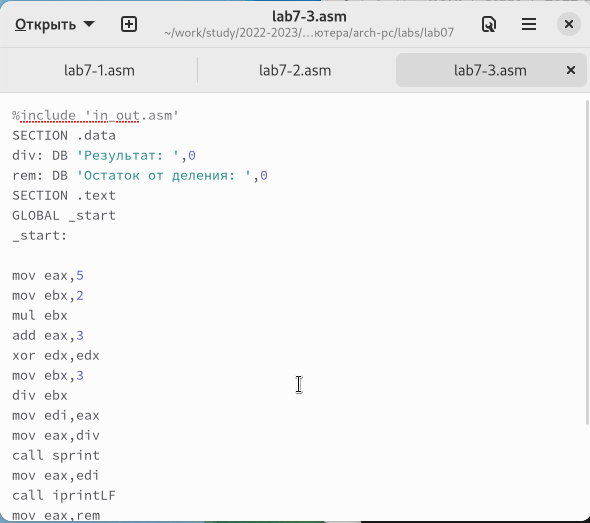 Открыть
lab7-3.asm
~/work/study/2022-2023/...ютера/arch-pc/labs/lab07
lab7-1.asm
lab7-2.asm
lab7-3.asm
%include 'in_out.asm'
SECTION .data
div: DB 'Результат: ',0
rem: DB 'Остаток от деления: ',0
SECTION .text
GLOBAL _start
_start:
mov eax,5
mov ebx,2
mul ebx
add eax,3
xor edx,edx
mov ebx,3
div ebx
mov edi,eax
mov eax,div
call sprint
mov eax,edi
call iprintLF
mov eax,rem